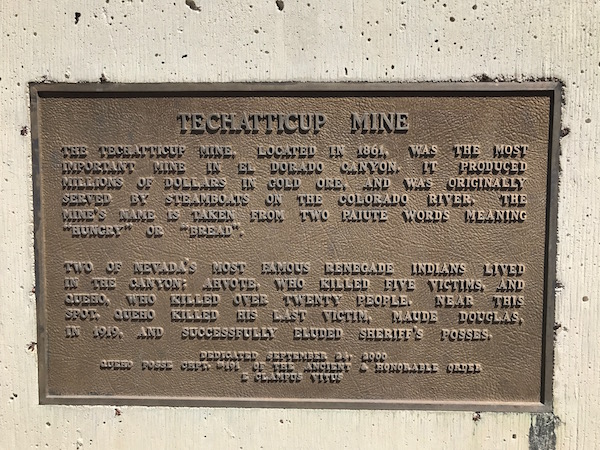 TECHATTICUP MINE
THE TECHATTICUP MINE, LOCATED IN 1861, WAS THE MOST
IMPORTANT MINE IN EL DORADO CANYON. IT PRODUCED
MILLIONS OF DOLLARS IN GOLD ORE, AND WAS ORIGINALLY
SERVED BY STEAMBOATS ON THE COLORADO RIVER. THE
MINE'S NAME IS TAKEN FROM TWO PAIUTE WORDS MEANING
"HUNGRY" OR "BREAD".
TWO OF NEVADA'S MOST FAMOUS RENEGADE INDIANS LIVED
IN THE CANYON: AHVOTE, WHO KILLED FIVE VICTIMS, AND
QUEHO, WHO KILLED OVER TWENTY PEOPLE. NEAR THIS
SPOT, QUEHO KILLED HIS LAST VICTIM, MAUDE DOUGLAS,
IN 1919, AND SUCCESSFULLY ELUDED SHERIFF'S POSSES.
DEDICATED SEPTEMBER 2, 2000
QUEHO POSSE CHPT. #1919 OF THE ANCIENT & HONORABLE ORDER
E CLAMPUS VITUS